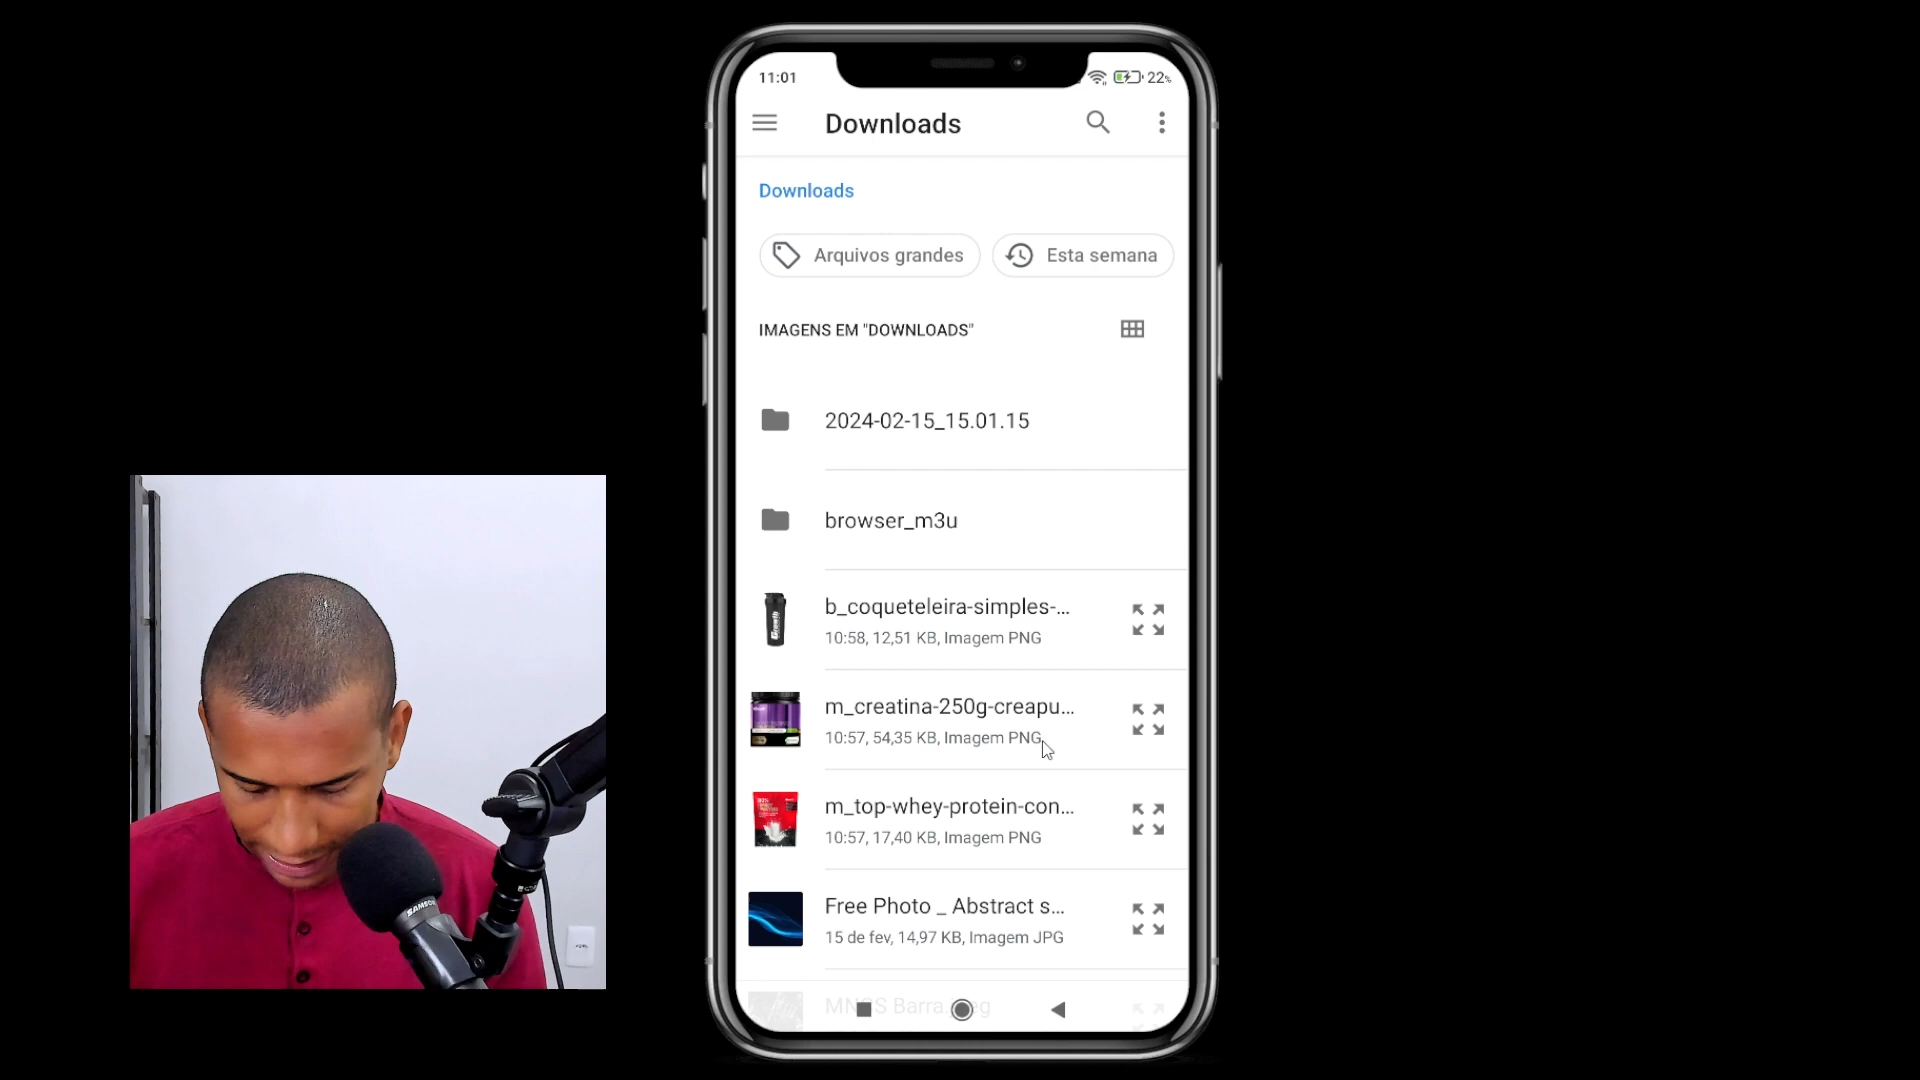 11:01
22%
Downloads
Downloads
Arquivos grandes
Esta semana
IMAGENS EM "DOWNLOADS"
2024-02-15_15.01.15
browser_m3u
b_coqueteleira-simples-...
10:58, 12,51 KB, Imagem PNG
m_creatina-250g-creapu...
10:57, 54,35 KB, Imagem PNG
m_top-whey-protein-con...
10:57, 17,40 KB, Imagem PNG
Free Photo _ Abstract s...
15 de fev, 14,97 KB, Imagem JPG
Barra
SAMSON
Growth